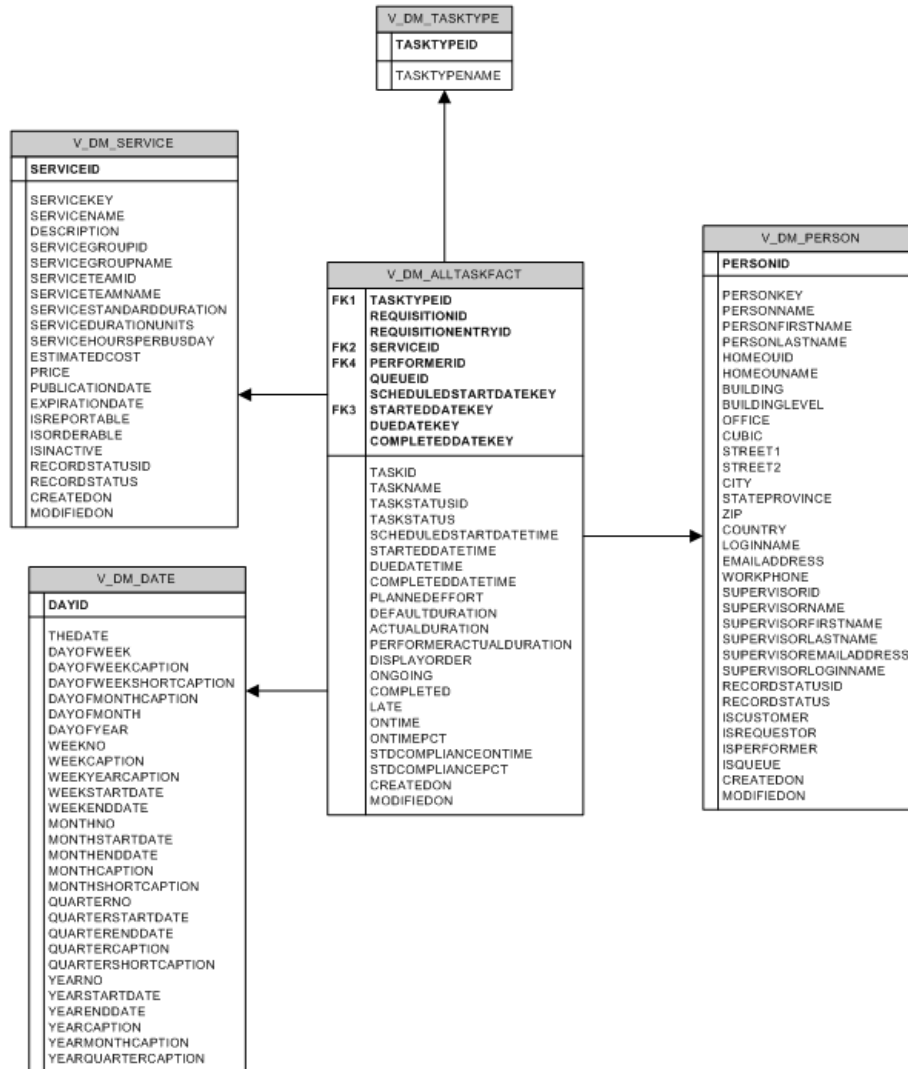 V_DM_TASKTYPE
TASKTYPEID
TASKTYPENAME
V_DM_SERVICE
SERVICEID
SERVICEKEY
SERVICENAME
DESCRIPTION
SERVICEGROUPID
SERVICEGROUPNAME
SERVICETEAMID
SERVICETEAMNAME
SERVICESTANDARDDURATION
SERVICEDURATIONUNITS
SERVICEHOURSPERBUSDAY
ESTIMATEDCOST
PRICE
PUBLICATIONDATE
EXPIRATIONDATE
ISREPORTABLE
ISORDERABLE
ISINACTIVE
RECORDSTATUSID
RECORDSTATUS
CREATEDON
MODIFIEDON
V_DM_ALLTASKFACT
FK1 TASKTYPEID
REQUISITIONID
REQUISITIONENTRYID
FK2 SERVICEID
FK4 PERFORMERID
QUEUEID
SCHEDULEDSTARTDATEKEY
FK3 STARTEDDATEKEY
DUEDATEKEY
COMPLETEDDATEKEY
TASKID
TASKNAME
TASKSTATUSID
TASKSTATUS
SCHEDULEDSTARTDATETIME
STARTEDDATETIME
DUEDATETIME
COMPLETEDDATETIME
PLANNEDEFFORT
DEFAULTDURATION
ACTUALDURATION
PERFORMERACTUALDURATION
DISPLAYORDER
ONGOING
COMPLETED
LATE
ONTIME
ONTIMEPCT
STDCOMPLIANCEONTIME
STDCOMPLIANCEPCT
CREATEDON
MODIFIEDON
V_DM_PERSON
PERSONID
PERSONKEY
PERSONNAME
PERSONFIRSTNAME
PERSONLASTNAME
HOMEOUID
HOMEOUNAME
BUILDING
BUILDINGLEVEL
OFFICE
CUBIC
STREET1
STREET2
CITY
STATEPROVINCE
ZIP
COUNTRY
LOGINNAME
EMAILADDRESS
WORKPHONE
SUPERVISORID
SUPERVISORNAME
SUPERVISORFIRSTNAME
SUPERVISORLASTNAME
SUPERVISOREMAILADDRESS
SUPERVISORLOGINNAME
RECORDSTATUSID
RECORDSTATUS
ISCUSTOMER
ISREQUESTOR
ISPERFORMER
ISQUEUE
CREATEDON
MODIFIEDON
V_DM_DATE
DAYID
THEDATE
DAYOFWEEK
DAYOFWEEKCAPTION
DAYOFWEEKSHORTCAPTION
DAYOFMONTHCAPTION
DAYOFMONTH
DAYOFYEAR
WEEKNO
WEEKCAPTION
WEEKYEARCAPTION
WEEKSTARTDATE
WEEKENDDATE
MONTHNO
MONTHSTARTDATE
MONTHENDDATE
MONTHCAPTION
MONTHSHORTCAPTION
QUARTERNO
QUARTERSTARTDATE
QUARTERENDDATE
QUARTERCAPTION
QUARTERSHORTCAPTION
YEARNO
YEARSTARTDATE
YEARENDDATE
YEARCAPTION
YEARMONTHCAPTION
YEARQUARTERCAPTION